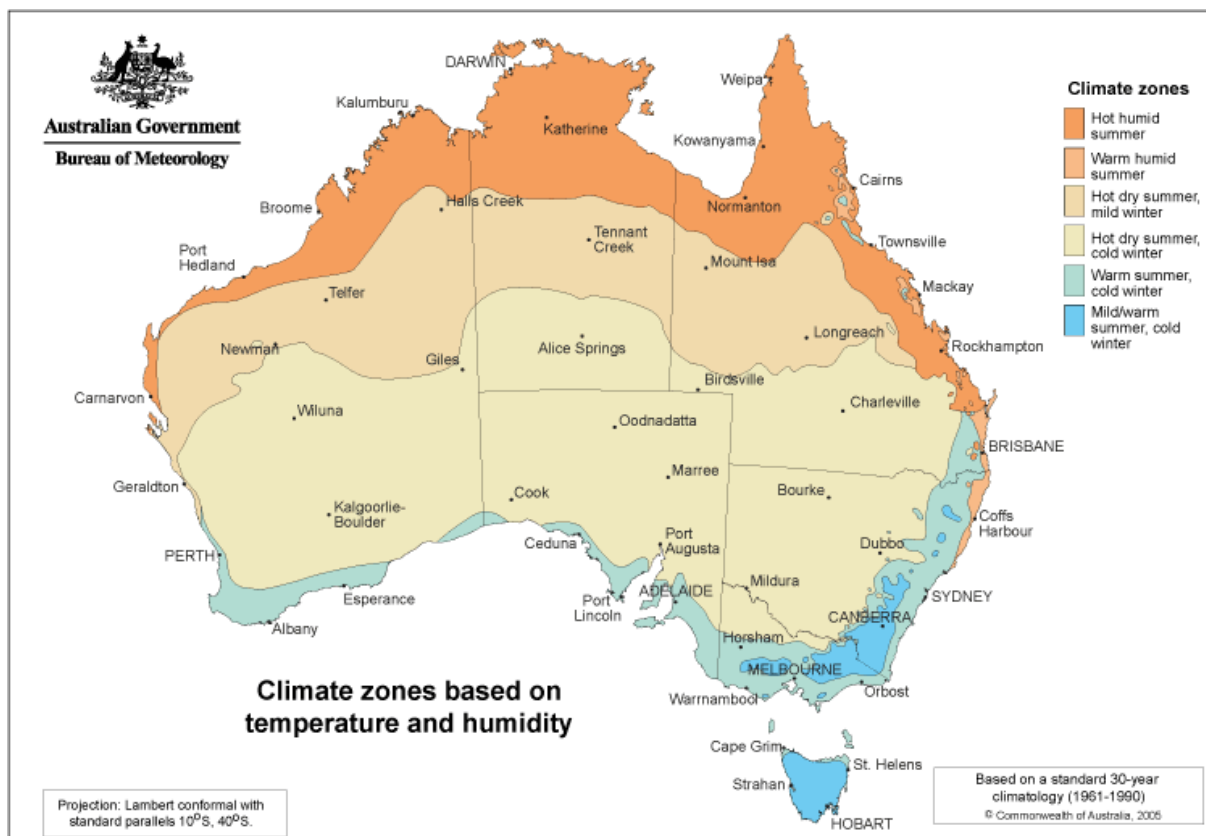 Australian Government
Bureau of Meteorology
DARWIN
Weipa
Kalumburu
Katherine
Kowanyama
Cairns
Broome
Halls Creek
Normanton
Tennant
Creek
Townsville
Port
Hedland
Mount Isa
Telfer
Mackay
Newman
Longreach
Rockhampton
Giles
Alice Springs
Birdsville
Carnarvon
Wiluna
Charleville
Oodnadatta
BRISBANE
Geraldton
Marree
Bourke
Cook
Kalgoorlie-
Boulder
Coffs
Harbour
PERTH
Ceduna
Port
Augusta
Dubbo
Esperance
Port
Lincoln
ADELAIDE
Mildura
SYDNEY
Albany
CANBERRA
Horsham
MELBOURNE
Warrnambool
Orbost
Cape Grim
St. Helens
Strahan
HOBART
Climate zones
Hot humid
summer
Warm humid
summer
Hot dry summer,
mild winter
Hot dry summer,
cold winter
Warm summer,
cold winter
Mild/warm
summer, cold
winter
Climate zones based on
temperature and humidity
Projection: Lambert conformal with
standard parallels 10°S, 40°S.
Based on a standard 30-year
climatology (1961-1990)
© Commonwealth of Australia, 2005